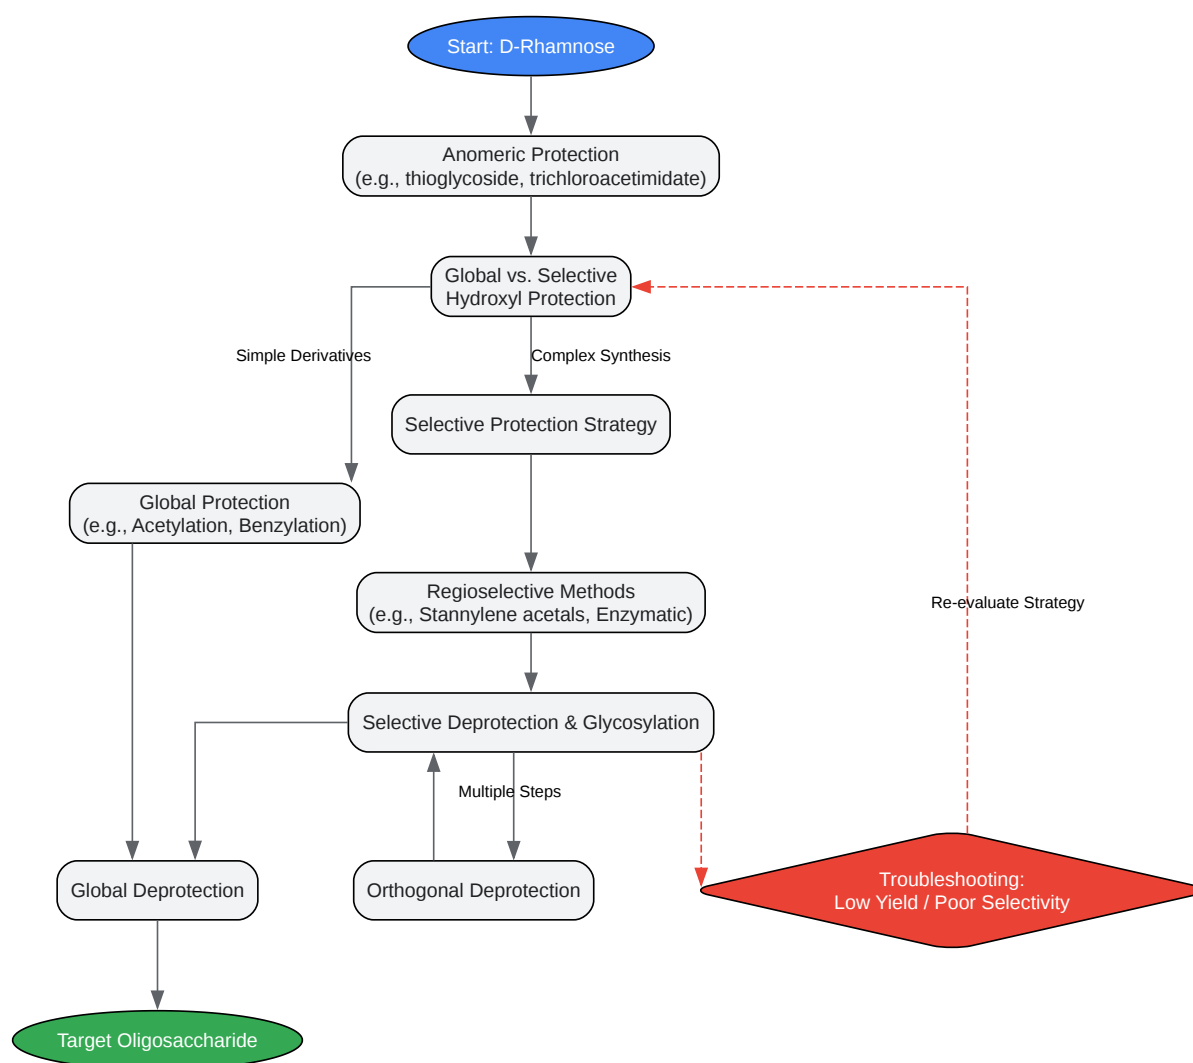 Start: D-Rhamnose
Anomeric Protection
(e.g., thioglycoside, trichloroacetimidate)
Global vs. Selective
Hydroxyl Protection
Simple Derivatives
Complex Synthesis
Selective Protection Strategy
Global Protection
(e.g., Acetylation, Benzylation)
Regioselective Methods
(e.g., Stannylene acetals, Enzymatic)
Re-evaluate Strategy
Selective Deprotection & Glycosylation
Multiple Steps
Global Deprotection
Orthogonal Deprotection
Troubleshooting:
Low Yield / Poor Selectivity
Target Oligosaccharide